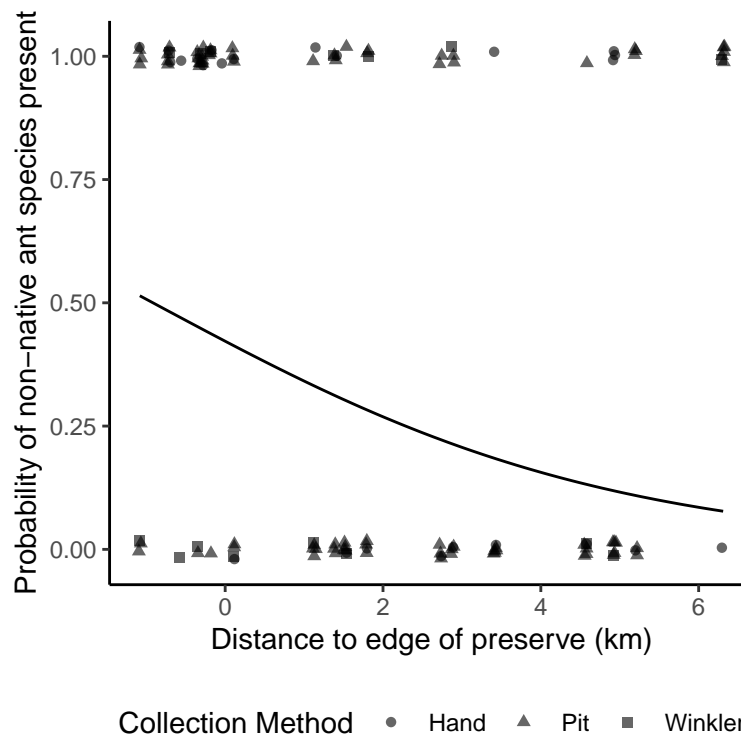 Probability of non−native ant species present
1.00
0.75
0.50
0.25
0.00
0 2 4 6
Distance to edge of preserve (km)
Collection Method Hand Pit Winkler